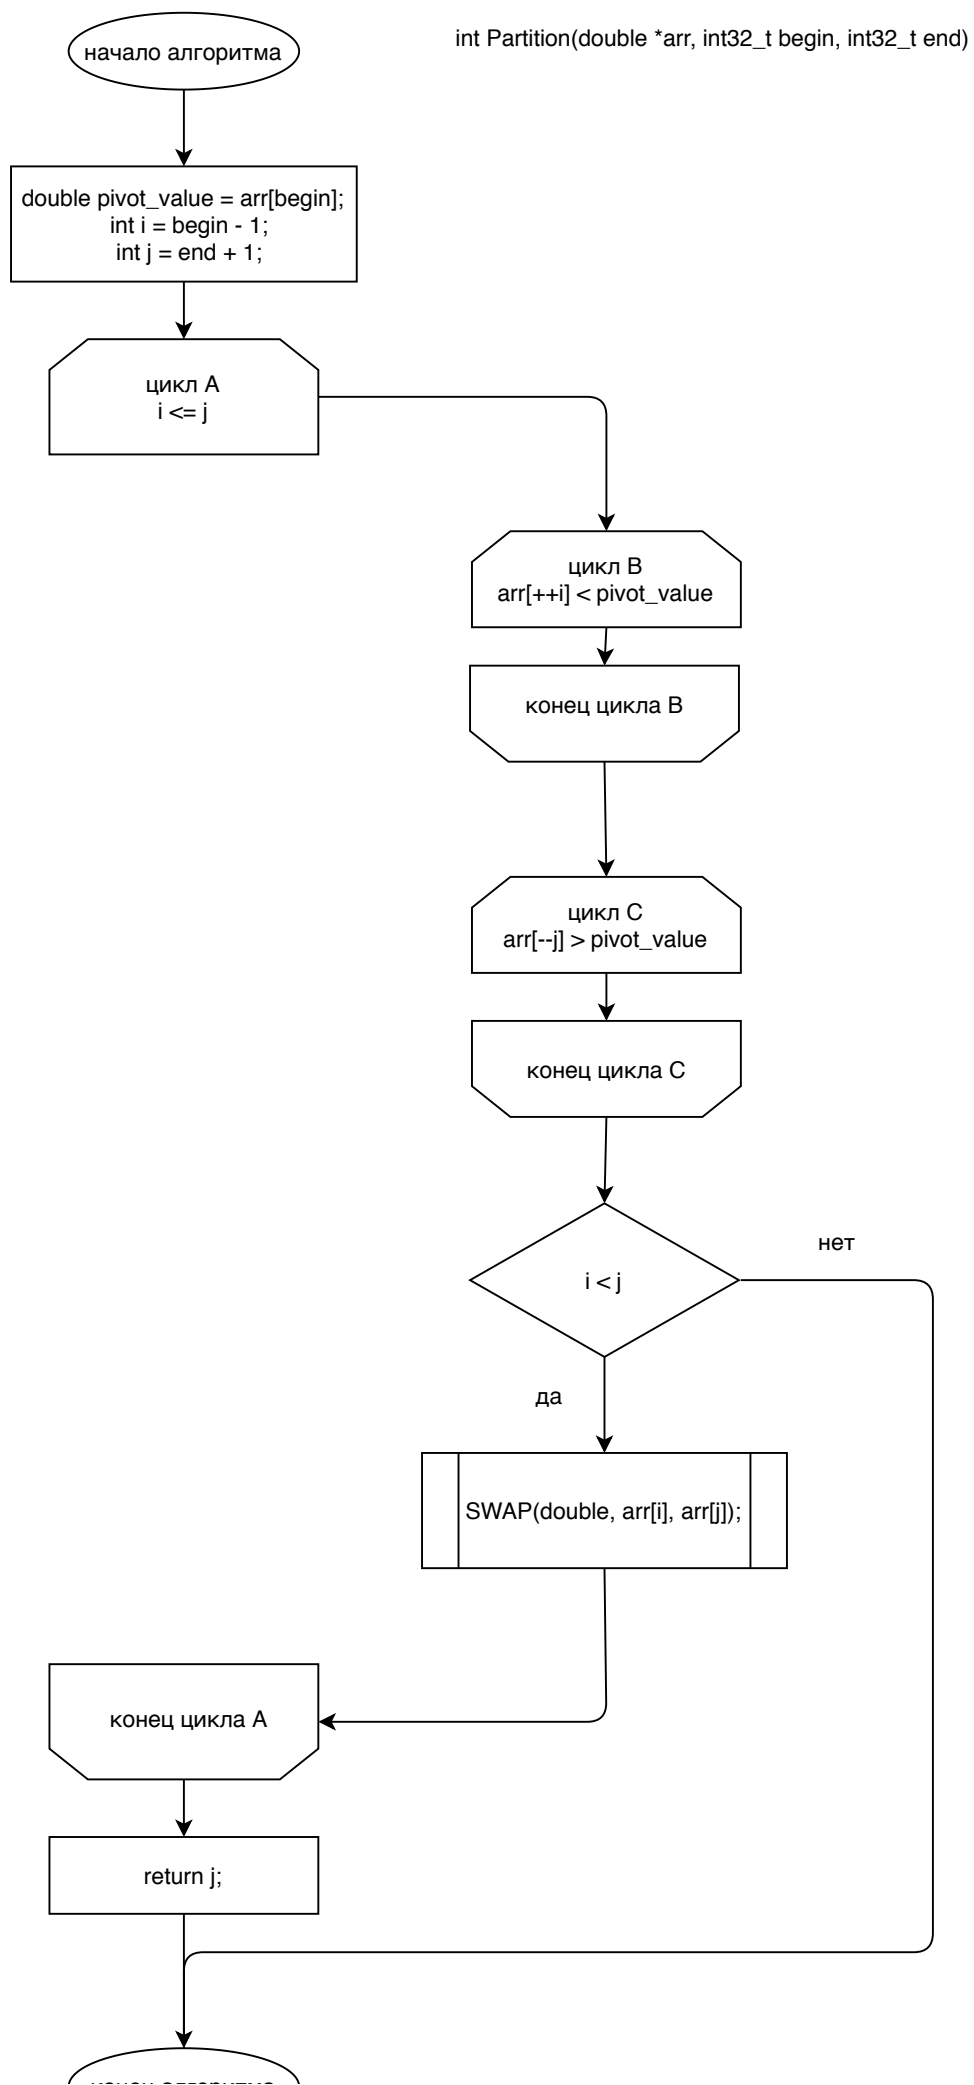 начало алгоритма
int Partition(double *arr, int32_t begin, int32_t end)
double pivot_value = arr[begin];
int i = begin - 1;
int j = end + 1;
цикл A
i <= j
цикл B
arr[++i] < pivot_value
конец цикла B
цикл C
arr[--j] > pivot_value
конец цикла C
i < j
нет
да
SWAP(double, arr[i], arr[j]);
конец цикла A
return j;